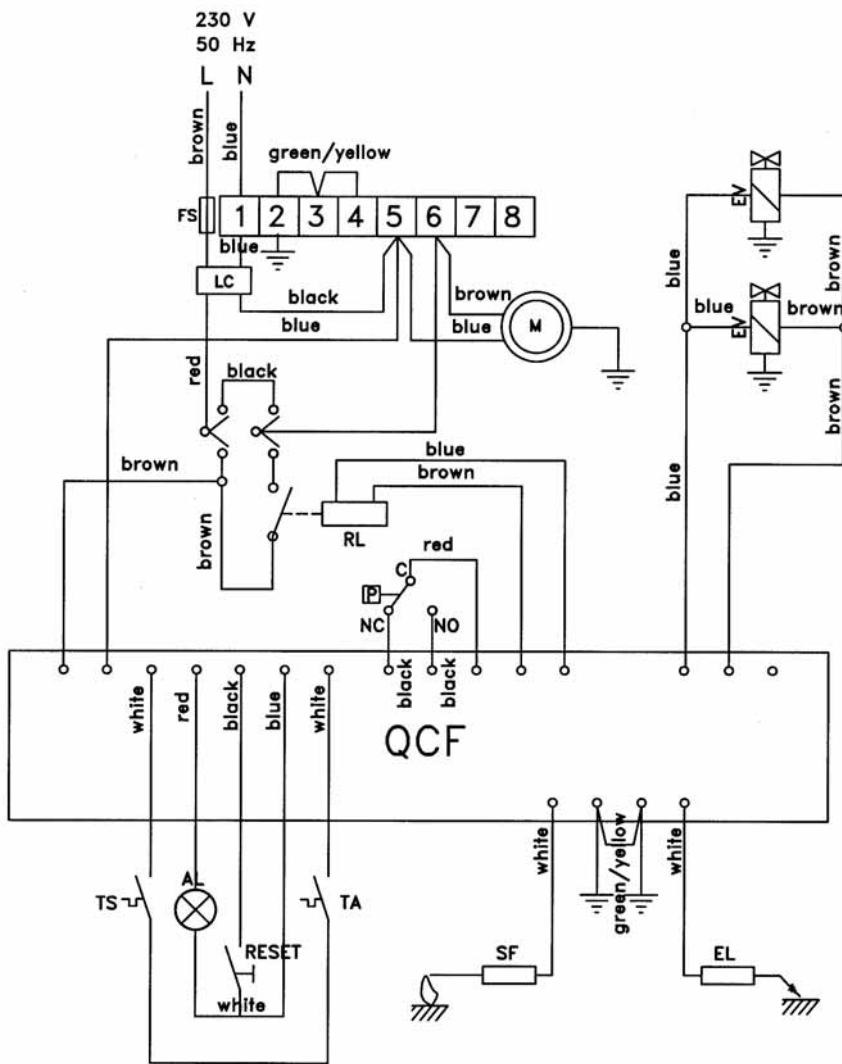 230 V
50 Hz
L N
brown
blue
green/yellow
FS
1 2 3 4 5 6 7 8
blue
LC
black
blue
brown
blue
M
EV
blue
brown
blue
EV
brown
red
black
brown
blue
brown
blue
brown
brown
RL
red
C
P
NC
NO
black
black
white
red
black
blue
white
QCF
white
green/yellow
white
TS
AL
TA
RESET
white
SF
EL